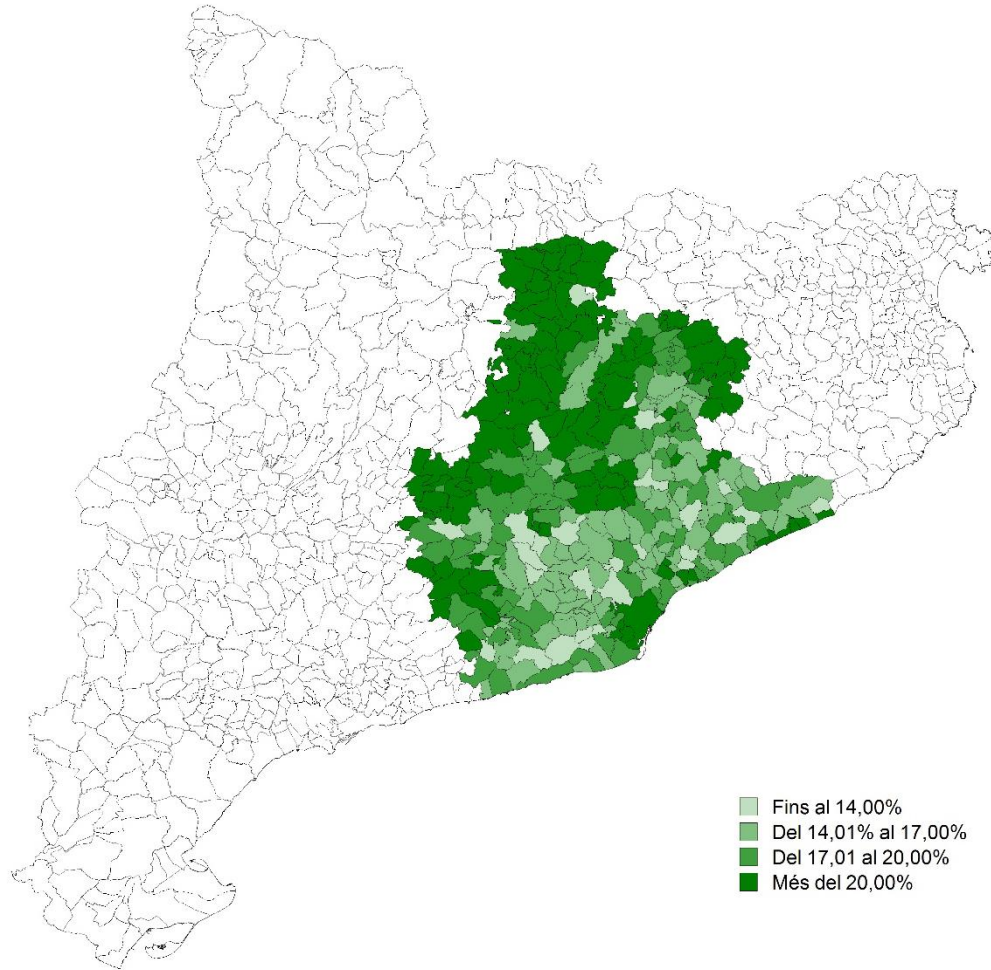 Fins al 14,00%
Del 14,01% al 17,00%
Del 17,01 al 20,00%
Més del 20,00%